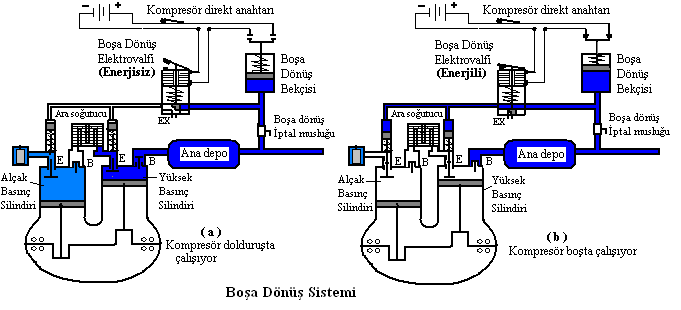 − +
Kompresör direkt anahtarı
Boşa Dönüş
Elektrovalfi
(Enerjisiz)
Boşa
Dönüş
Bekçisi
EX
Ara soğutucu
Boşa dönüş
İptal musluğu
E
B
E
B
Ana depo
Alçak
Basınç
Silindiri
Yüksek
Basınç
Silindiri
( a )
Kompresör dolduruşta
çalışıyor
− +
Kompresör direkt anahtarı
Boşa Dönüş
Elektrovalfi
(Enerjili)
Boşa
Dönüş
Bekçisi
EX
Ara soğutucu
Boşa dönüş
İptal musluğu
E
B
E
B
Ana depo
Alçak
Basınç
Silindiri
Yüksek
Basınç
Silindiri
( b )
Kompresör boşta çalışıyor
Boşa Dönüş Sistemi